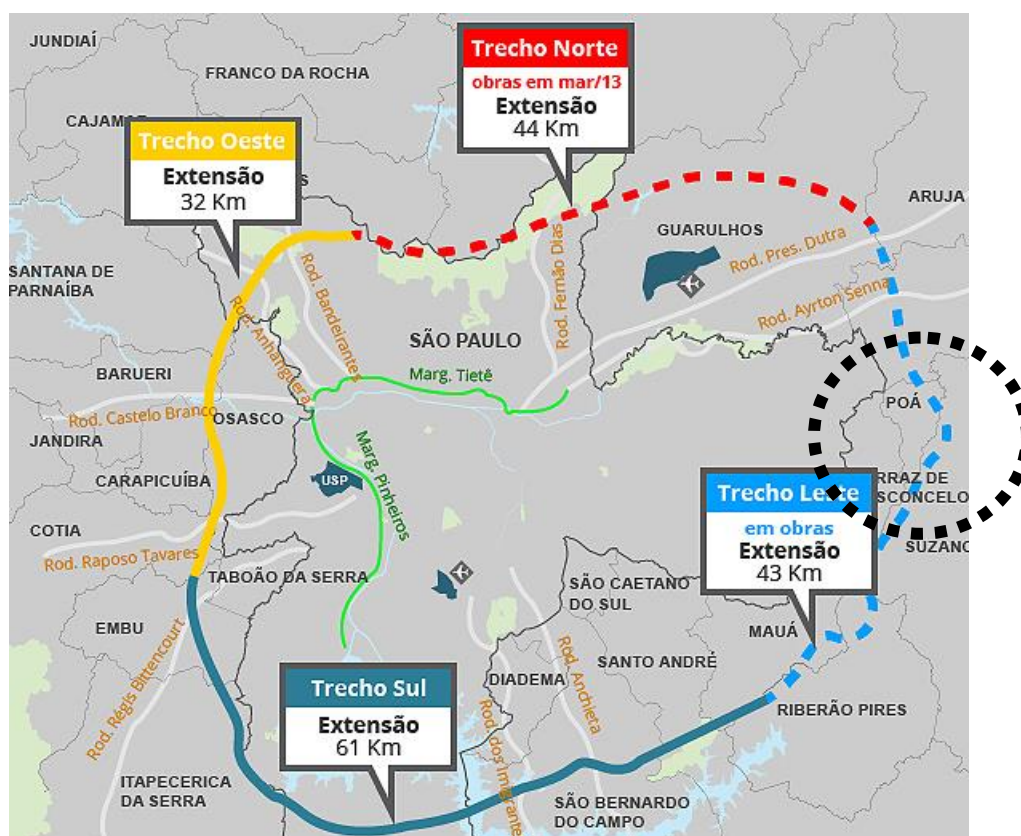 JUNDIAÍ
FRANCO DA ROCHA
Trecho Norte
obras em mar/13
Extensão
44 Km
Trecho Oeste
Extensão
32 Km
ARUJA
GUARULHOS
Rod. Pres. Dutra
Rod. Ayrton Senna
Rod. Fernão Dias
SANTANA DE
PARNAÍBA
Rod. Bandeirantes
Rod. Anhanguera
SÃO PAULO
Marg. Tietê
BARUERI
Rod. Castelo Branco
OSASCO
JANDIRA
CARAPICUÍBA
Marg. Pinheiros
USP
POÁ
RRAZ DE
SCONCELO
SUZANO
Trecho Leste
em obras
Extensão
43 Km
COTIA
Rod. Raposo Tavares
TABOÃO DA SERRA
SÃO CAETANO
DO SUL
EMBU
MAUÁ
Rod. Régis Bittencourt
SANTO ANDRÉ
Rod. Anchieta
DIADEMA
Rod. dos Imigrante
Trecho Sul
Extensão
61 Km
RIBERÃO PIRES
ITAPECERICA
DA SERRA
SÃO BERNARDO
DO CAMPO